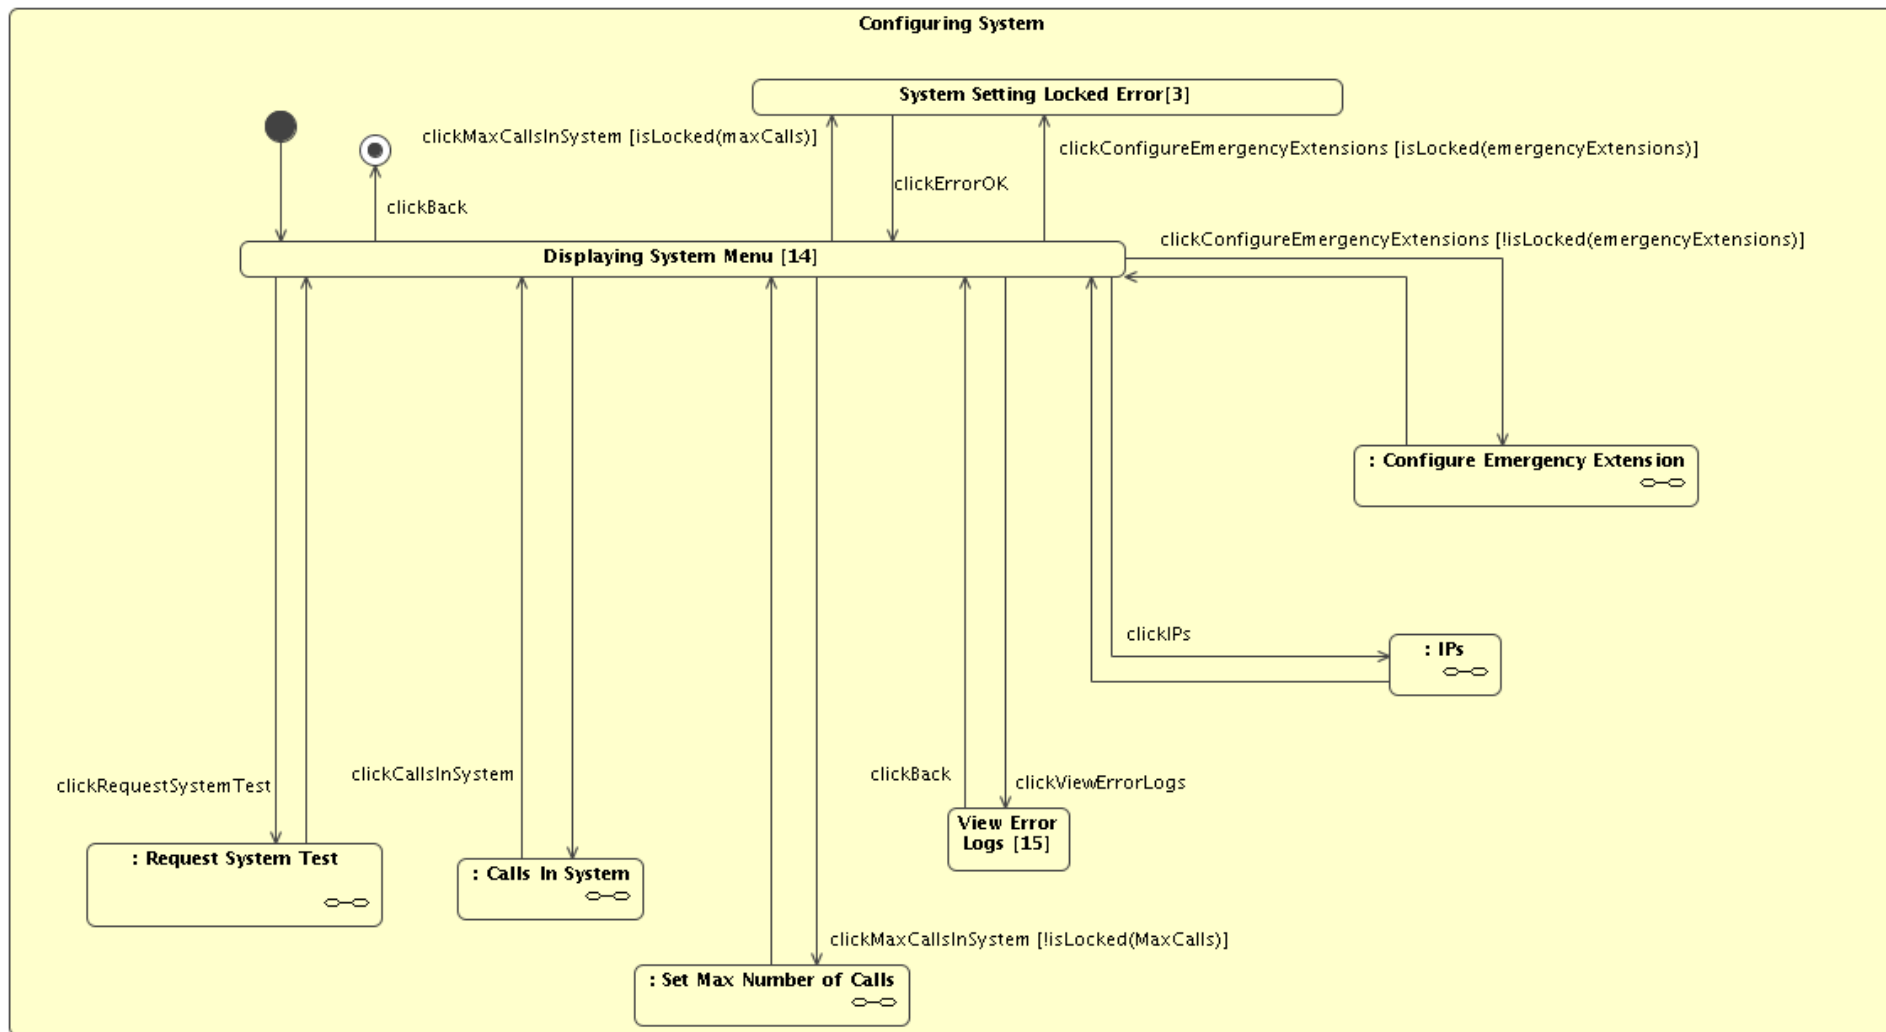 Configuring System
System Setting Locked Error[3]
clickMaxCallsInSystem [isLocked(maxCalls)]
clickConfigureEmergencyExtensions [isLocked(emergencyExtensions)]
clickErrorOK
clickBack
clickConfigureEmergencyExtensions [!isLocked(emergencyExtensions)]
Displaying System Menu [14]
: Configure Emergency Extension
clickIPs
: IPs
clickRequestSystemTest
clickCallsInSystem
clickBack
clickViewErrorLogs
View Error
Logs [15]
: Request System Test
: Calls In System
clickMaxCallsInSystem [!isLocked(MaxCalls)]
: Set Max Number of Calls